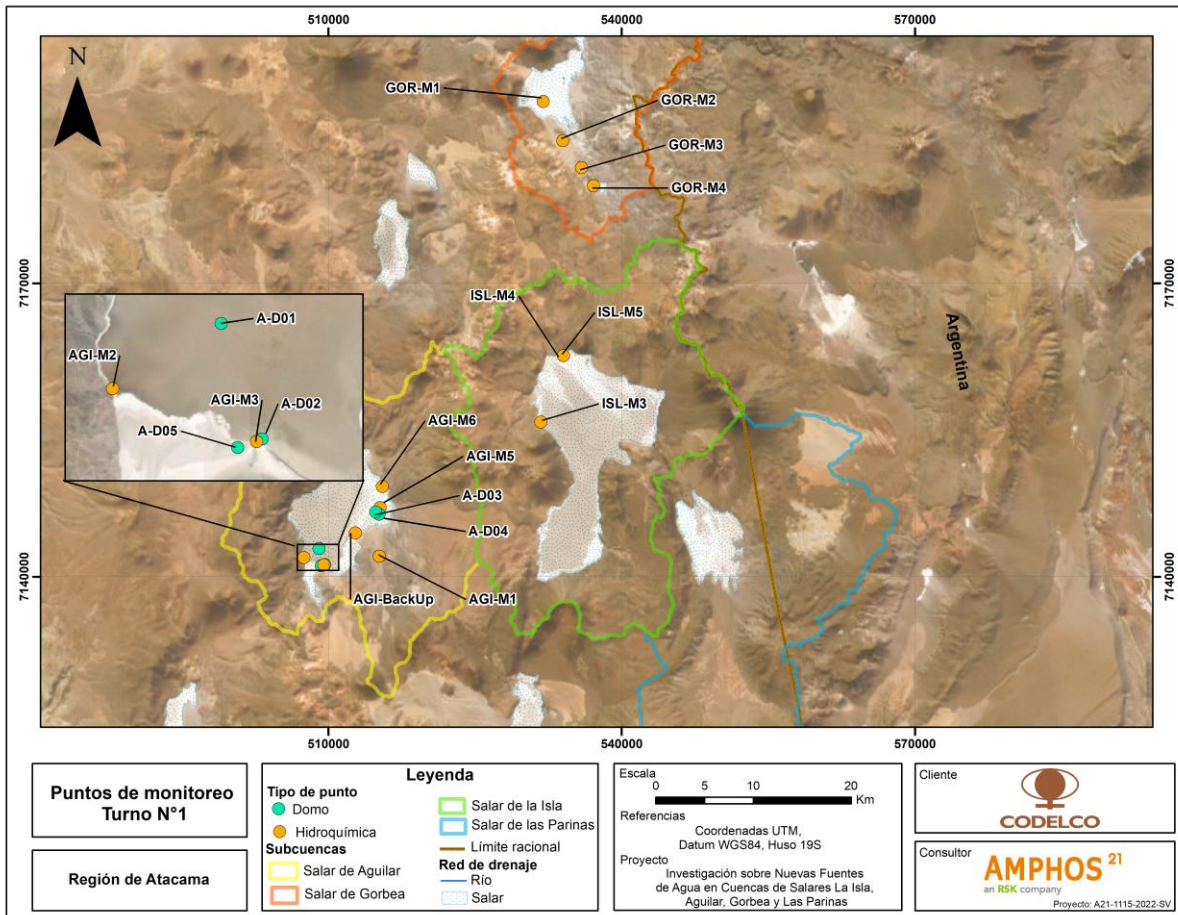 510000
540000
570000
N
GOR-M1
GOR-M2
GOR-M3
GOR-M4
7170000
7170000
ISL-M4
ISL-M5
Argentina
A-D01
AGI-M2
AGI-M3
A-D02
A-D05
AGI-M6
ISL-M3
AGI-M5
A-D03
A-D04
7140000
7140000
AGI-BackUp
AGI-M1
510000
540000
570000
Puntos de monitoreo
Turno N°1
Región de Atacama
Leyenda
Tipo de punto
Domo
Hidroquímica
Subcuencas
Salar de Aguilar
Salar de Gorbea
Salar de la Isla
Salar de las Parinas
Límite racional
Red de drenaje
Río
Salar
Escala
0 5 10 20
Km
Referencias
Coordenadas UTM,
Datum WGS84, Huso 19S
Proyecto
Investigación sobre Nuevas Fuentes
de Agua en Cuencas de Salares La Isla,
Aguilar, Gorbea y Las Parinas
Cliente
CODELCO
Consultor
AMPHOS 21
an RSK company
Proyecto: A21-1115-2022-SV